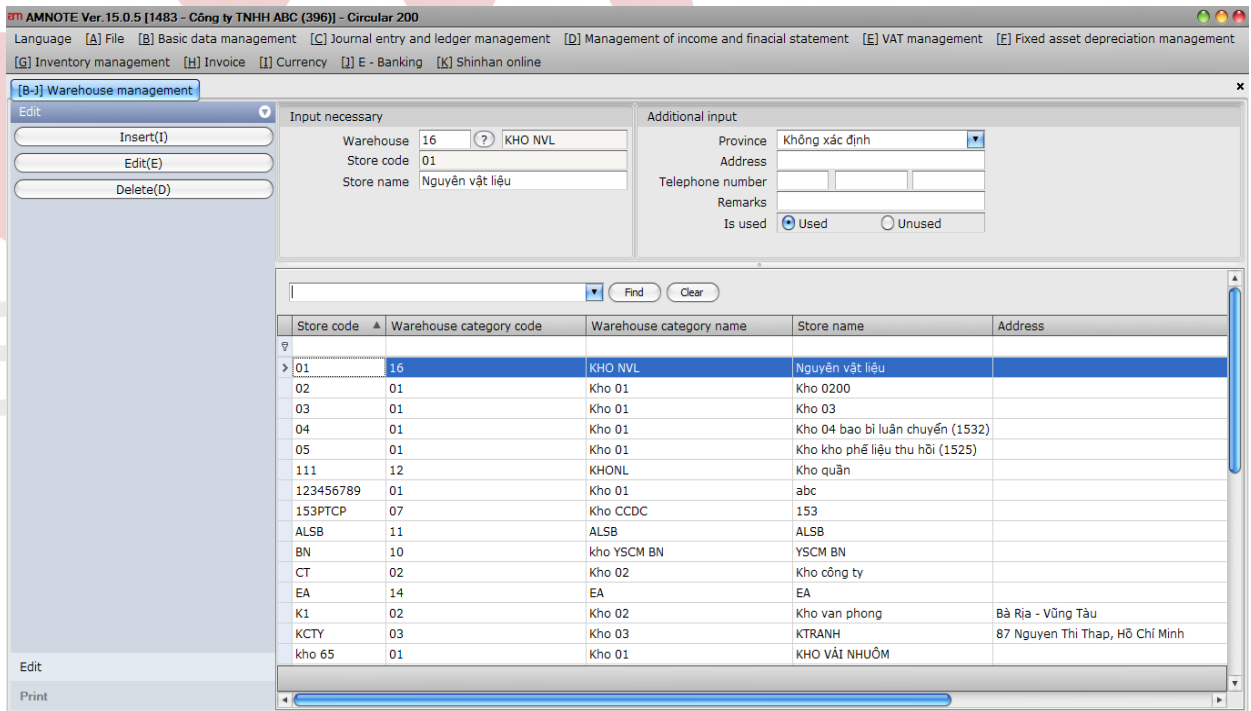 am AMNOTE Ver.15.0.5 [1483 - Công ty TNHH ABC (396)] - Circular 200
Language [A] File [B] Basic data management [C] Journal entry and ledger management [D] Management of income and finacial statement [E] VAT management [F] Fixed asset depreciation management
[G] Inventory management [H] Invoice [I] Currency [J] E - Banking [K] Shinhan online
[B-J] Warehouse management x
Edit
Insert(I)
Edit(E)
Delete(D)
Input necessary
Warehouse 16 ? KHO NVL
Store code 01
Store name Nguyên vật liệu
Additional input
Province Không xác định
Address
Telephone number
Remarks
Is used Used Unused
Find Clear
Store code Warehouse category code Warehouse category name Store name Address
01 16 KHO NVL Nguyên vật liệu
02 01 Kho 01 Kho 0200
03 01 Kho 01 Kho 03
04 01 Kho 01 Kho 04 bao bì luân chuyển (1532)
05 01 Kho 01 Kho kho phế liệu thu hồi (1525)
111 12 KHONL Kho quần
123456789 01 Kho 01 abc
153PTCP 07 Kho CCDC 153
ALSB 11 ALSB ALSB
BN 10 kho YSCM BN YSCM BN
CT 02 Kho 02 Kho công ty
EA 14 EA EA
K1 02 Kho 02 Kho van phong Bà Rịa - Vũng Tàu
KCTY 03 Kho 03 KTRANH 87 Nguyen Thi Thap, Hồ Chí Minh
kho 65 01 Kho 01 KHO VẢI NHUÔM
Edit
Print